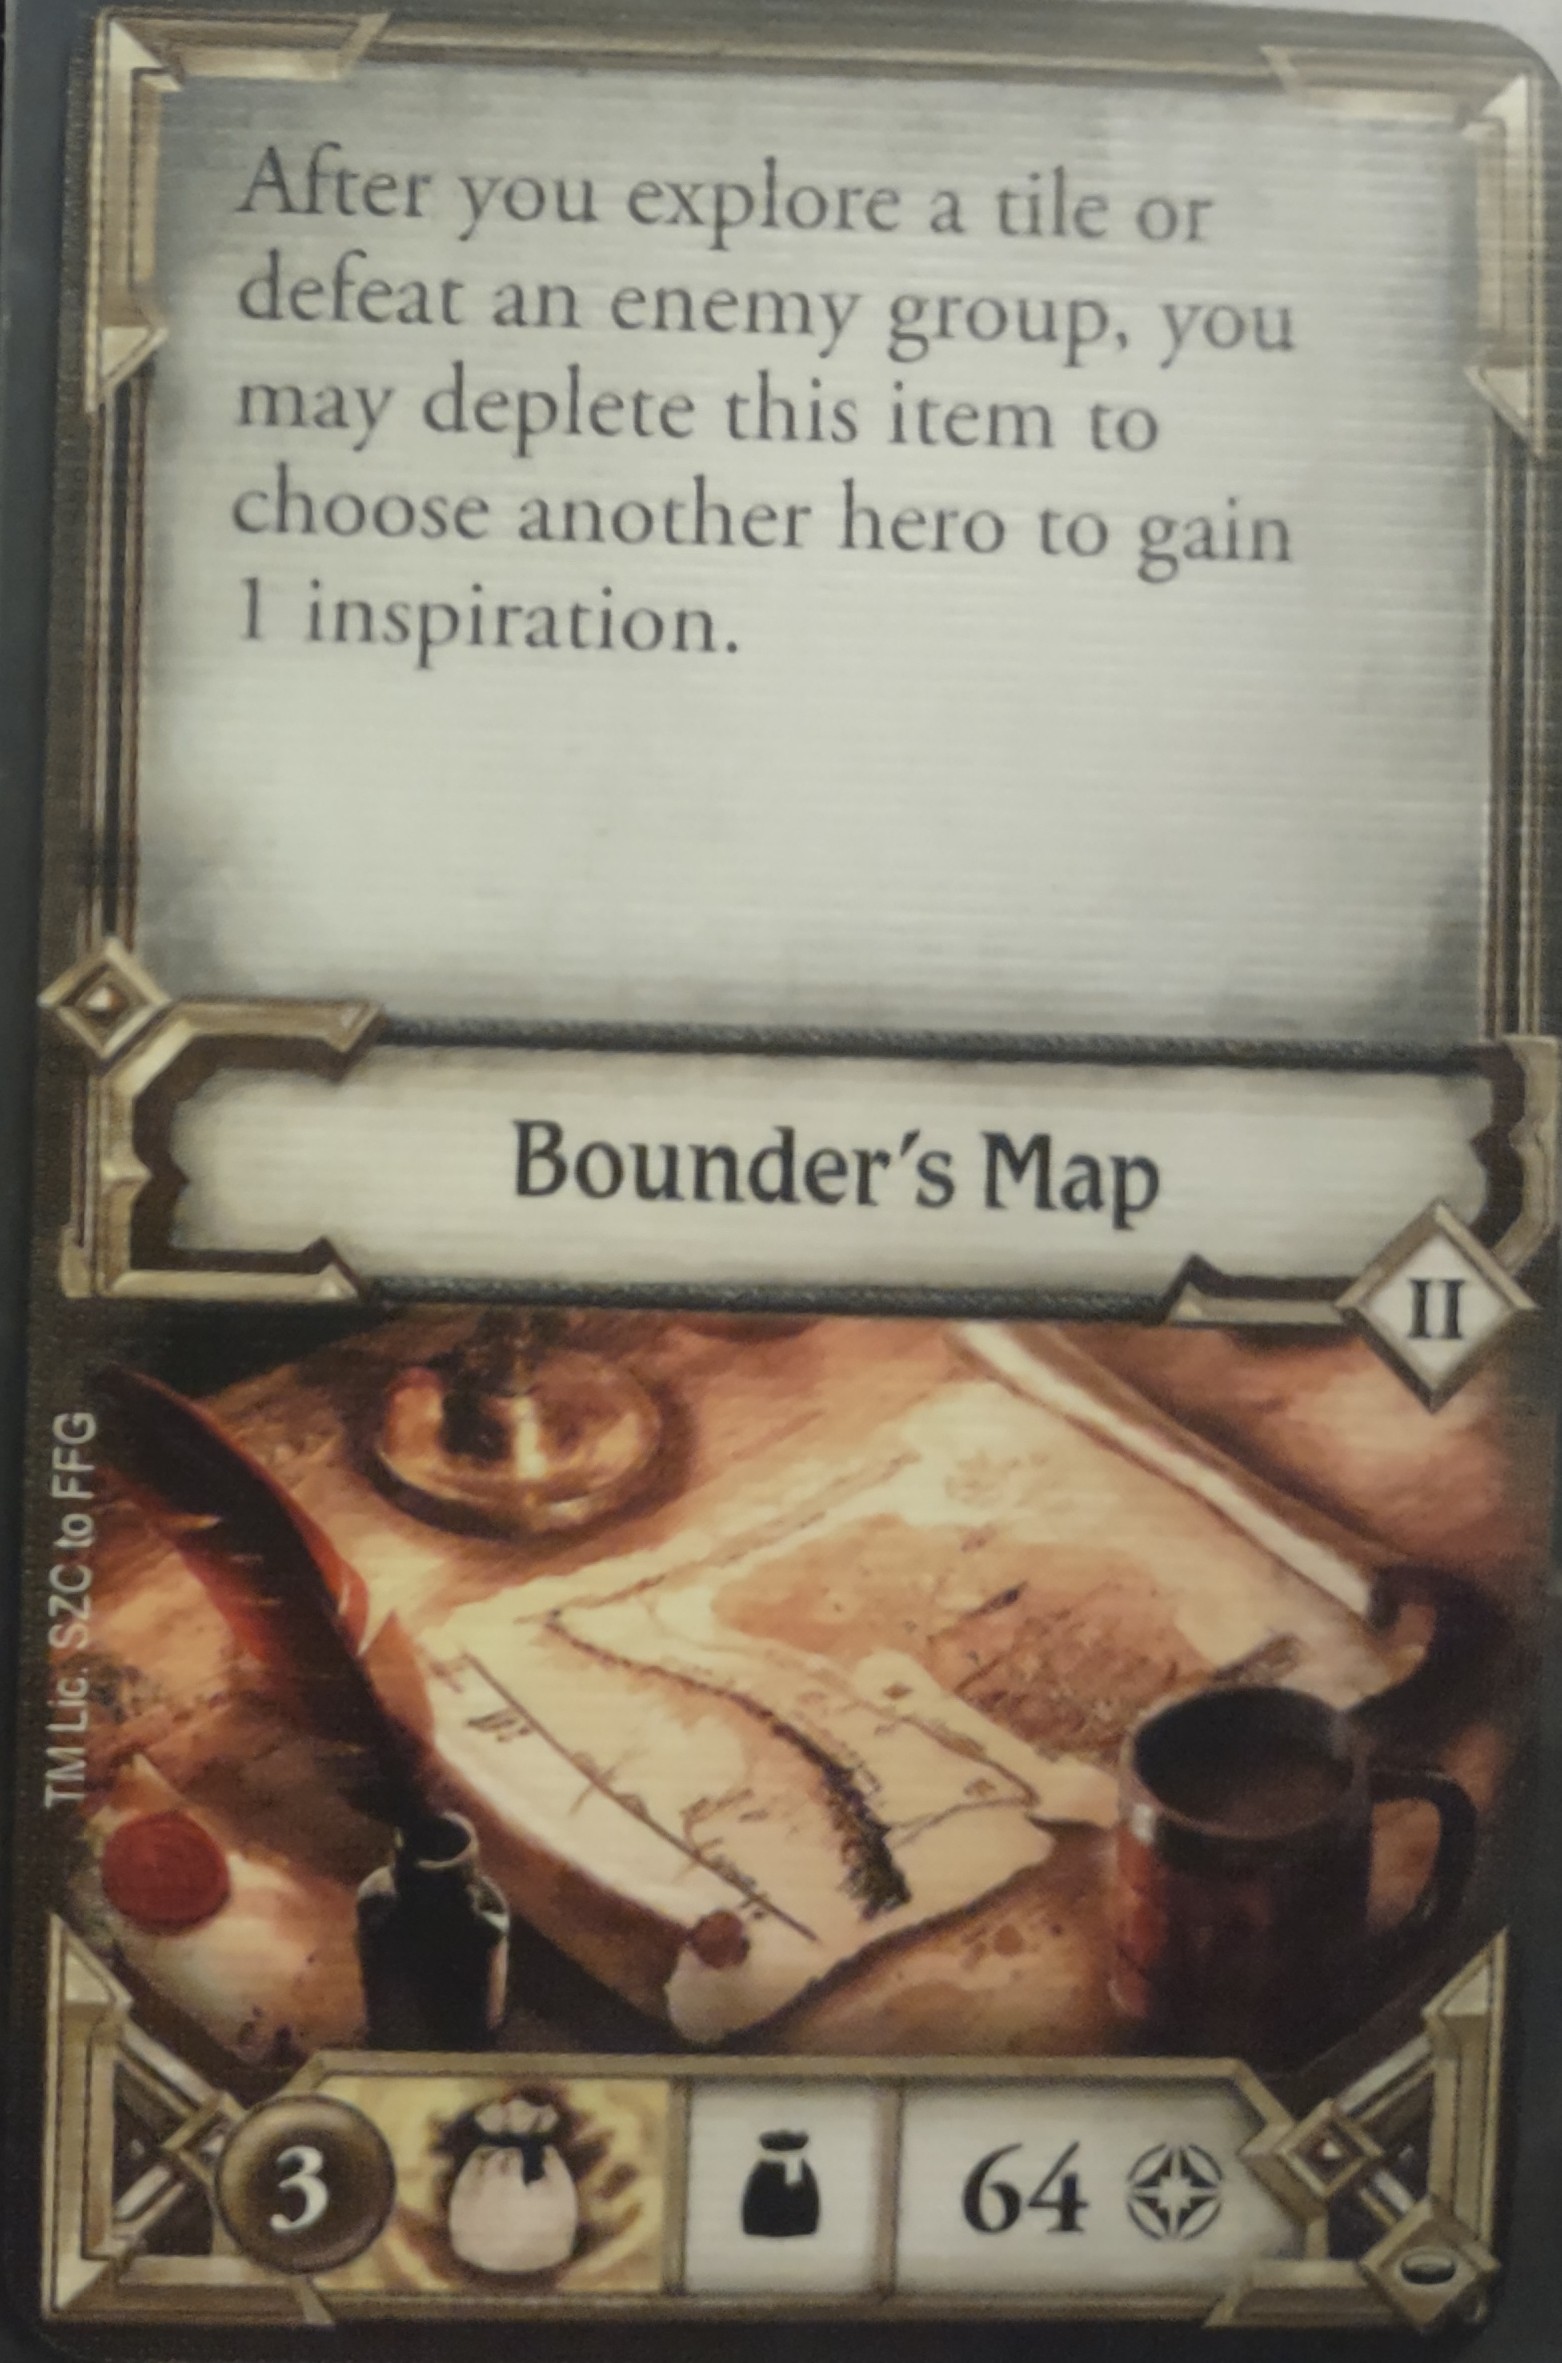 After you explore a tile or
defeat an enemy group, you
may deplete this item to
choose another hero to gain
1 inspiration.
Bounder's Map
II
TM Lic. SZC to FFG
3
64